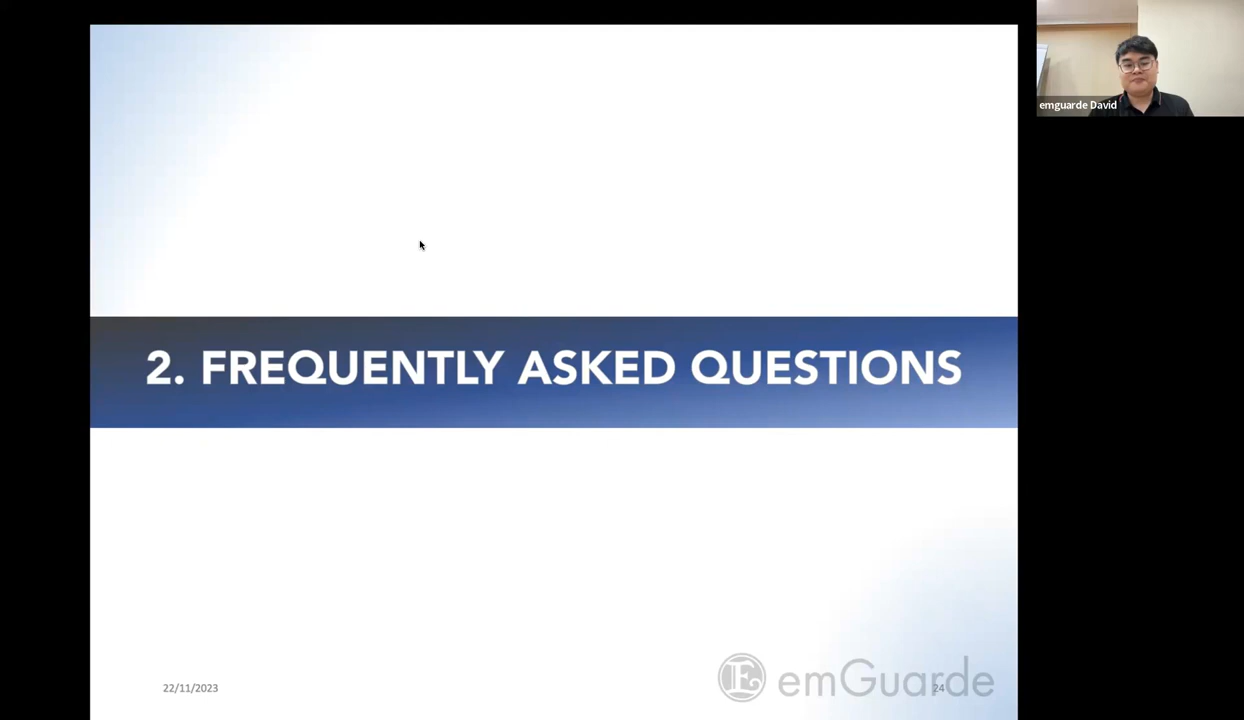 emguarde David
2. FREQUENTLY ASKED QUESTIONS
22/11/2023
E emGuarde
24